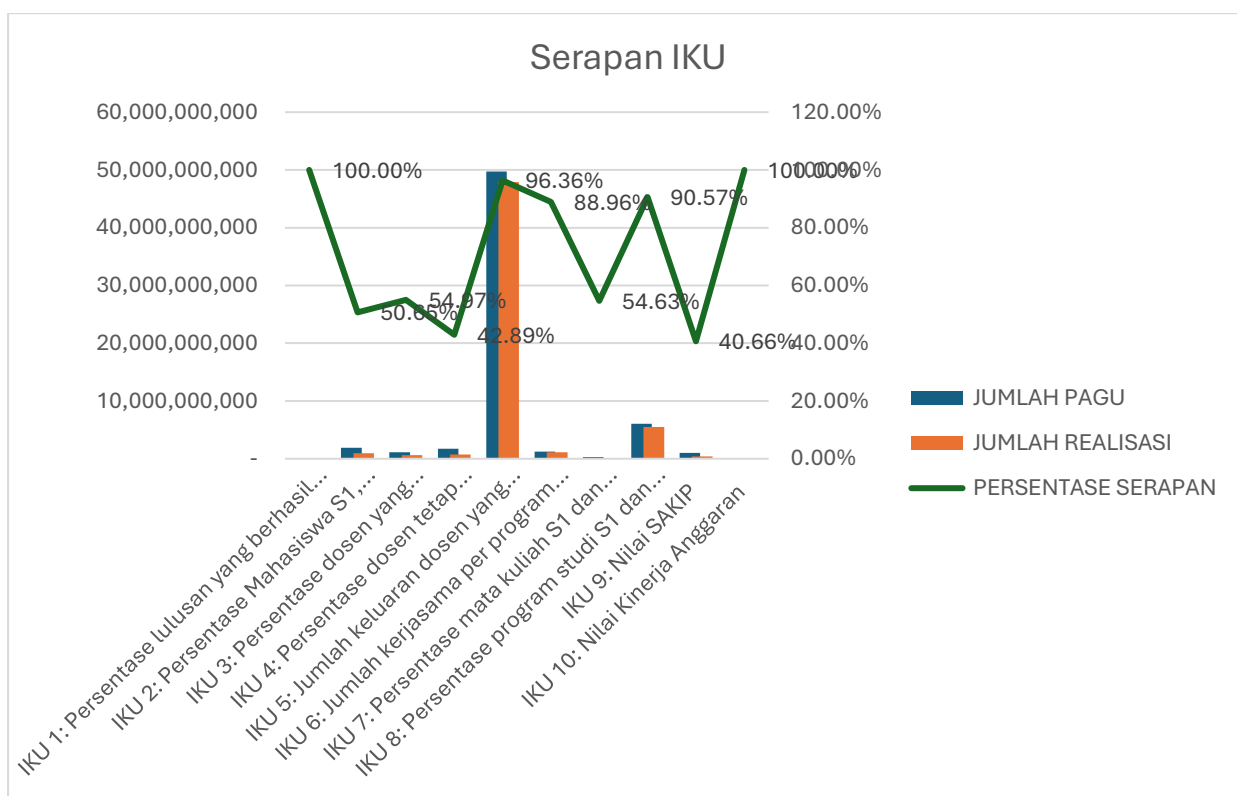 Serapan IKU
60,000,000,000
50,000,000,000
40,000,000,000
30,000,000,000
20,000,000,000
10,000,000,000
-
120.00%
100.00%
80.00%
60.00%
40.00%
20.00%
0.00%
100.00%
50.65%
54.97%
42.89%
96.36%
88.96%
54.63%
90.57%
40.66%
100.00%
JUMLAH PAGU
JUMLAH REALISASI
PERSENTASE SERAPAN
IKU 1: Persentase lulusan yang berhasil...
IKU 2: Persentase Mahasiswa S1,...
IKU 3: Persentase dosen yang...
IKU 4: Persentase dosen tetap...
IKU 5: Jumlah keluaran dosen yang...
IKU 6: Jumlah kerjasama per program...
IKU 7: Persentase mata kuliah S1 dan...
IKU 8: Persentase program studi S1 dan...
IKU 9: Nilai SAKIP
IKU 10: Nilai Kinerja Anggaran